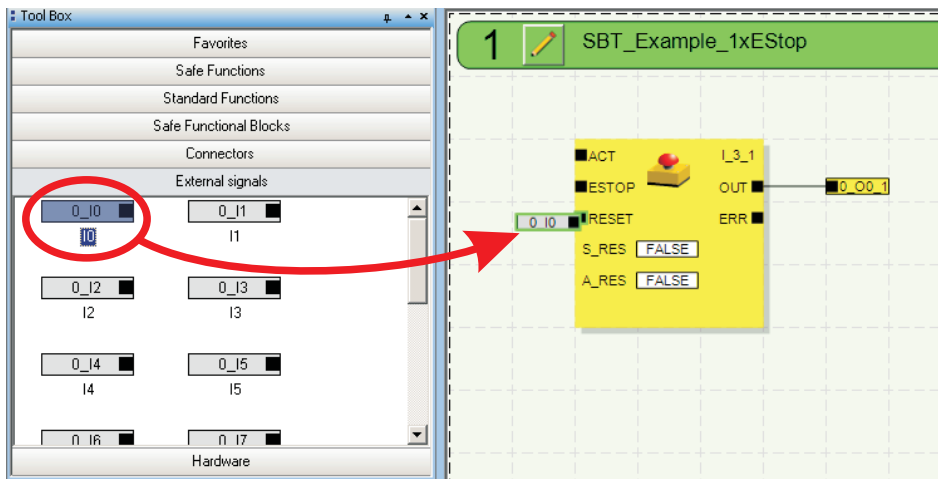 Tool Box
Favorites
Safe Functions
Standard Functions
Safe Functional Blocks
Connectors
External signals
0_I0
0_I1
I0
I1
0_I2
0_I3
I2
I3
0_I4
0_I5
I4
I5
0_I6
0_I7
Hardware
1
SBT_Example_1xEStop
ACT
I_3_1
ESTOP
OUT
0_O0_1
0_I0
RESET
ERR
S_RES
FALSE
A_RES
FALSE